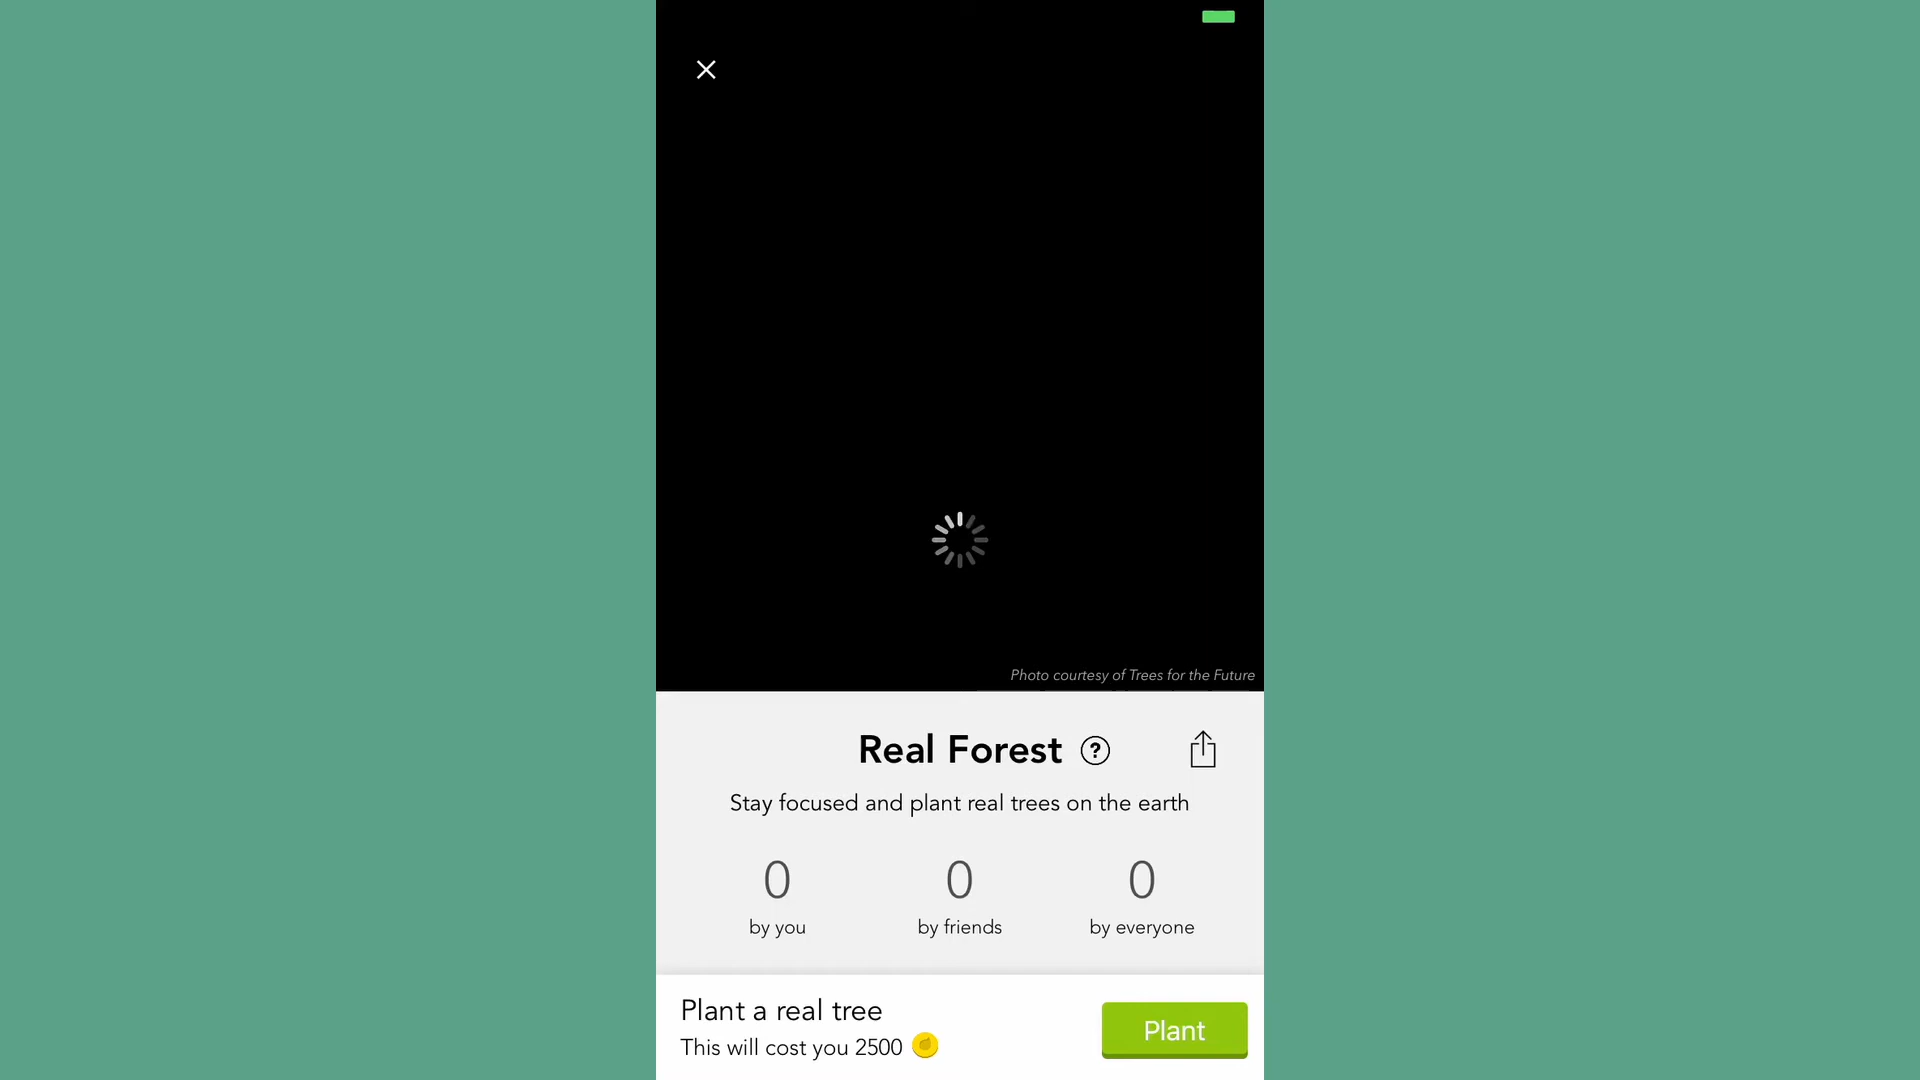 Photo courtesy of Trees for the Future
Real Forest ?
Stay focused and plant real trees on the earth
0 0 0
by you by friends by everyone
Plant a real tree
This will cost you 2500
Plant